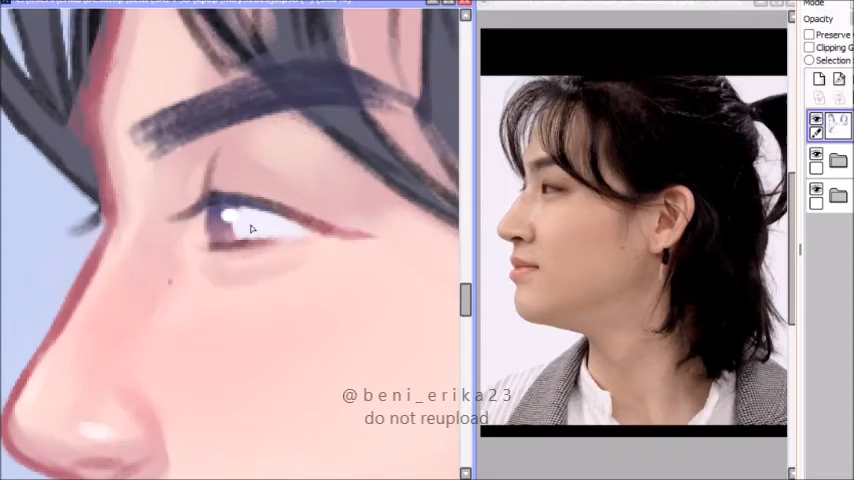 Mode
Opacity
Preserve
Clipping G
Selection
@beni_erika23
do not reupload